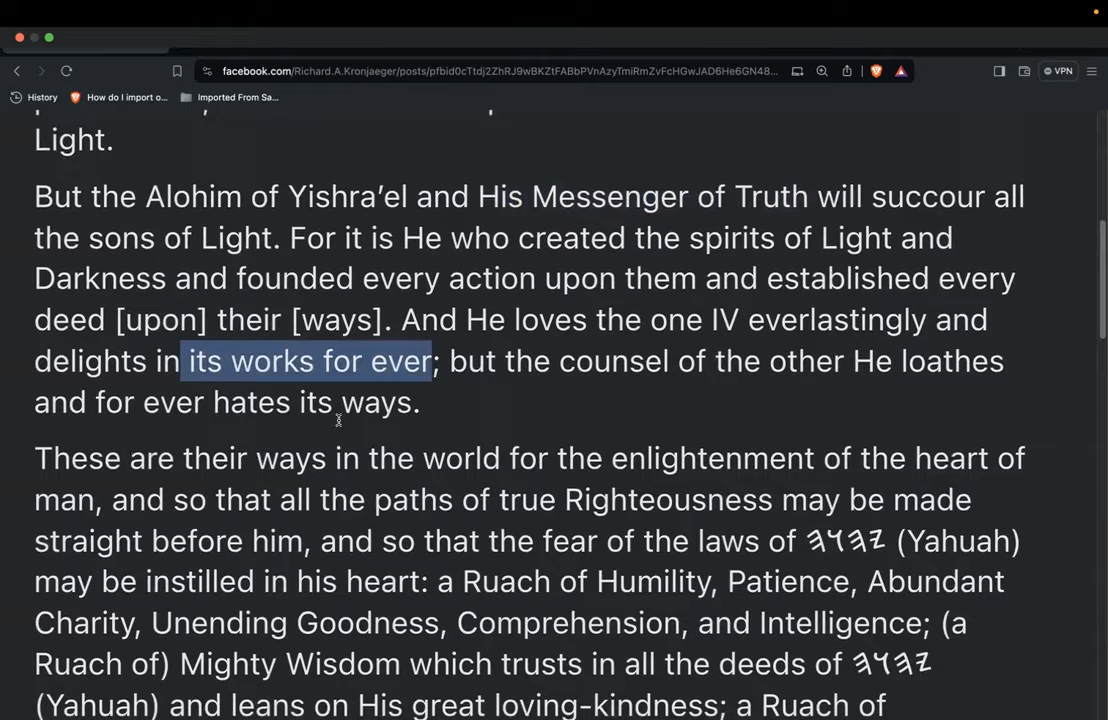 facebook.com/Richard.A.Kronjaeger/posts/pfbid0cTtdj2ZhRJ9wBKZtFABbPVnAzyTmiRmZvFcHGwJAD6He6GN48...
VPN
History
How do I import o...
Imported From Sa...
Light.
But the Alohim of Yishra’el and His Messenger of Truth will succour all
the sons of Light. For it is He who created the spirits of Light and
Darkness and founded every action upon them and established every
deed [upon] their [ways]. And He loves the one IV everlastingly and
delights in its works for ever; but the counsel of the other He loathes
and for ever hates its ways.
These are their ways in the world for the enlightenment of the heart of
man, and so that all the paths of true Righteousness may be made
straight before him, and so that the fear of the laws of 𐤉𐤄𐤅𐤄 (Yahuah)
may be instilled in his heart: a Ruach of Humility, Patience, Abundant
Charity, Unending Goodness, Comprehension, and Intelligence; (a
Ruach of) Mighty Wisdom which trusts in all the deeds of 𐤉𐤄𐤅𐤄
(Yahuah) and leans on His great loving-kindness; a Ruach of